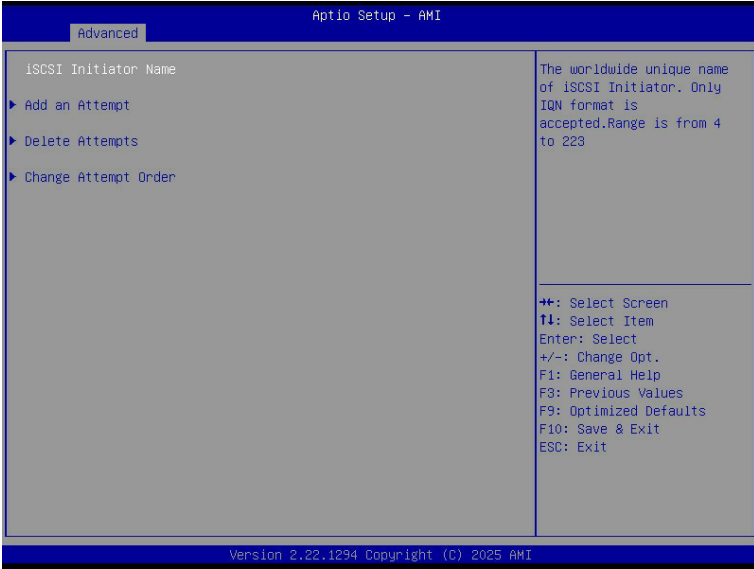 Aptio Setup – AMI
Advanced
iSCSI Initiator Name
Add an Attempt
Delete Attempts
Change Attempt Order
The worldwide unique name
of iSCSI Initiator. Only
IQN format is
accepted.Range is from 4
to 223
→←: Select Screen
↑↓: Select Item
Enter: Select
+/-: Change Opt.
F1: General Help
F3: Previous Values
F9: Optimized Defaults
F10: Save & Exit
ESC: Exit
Version 2.22.1294 Copyright (C) 2025 AMI